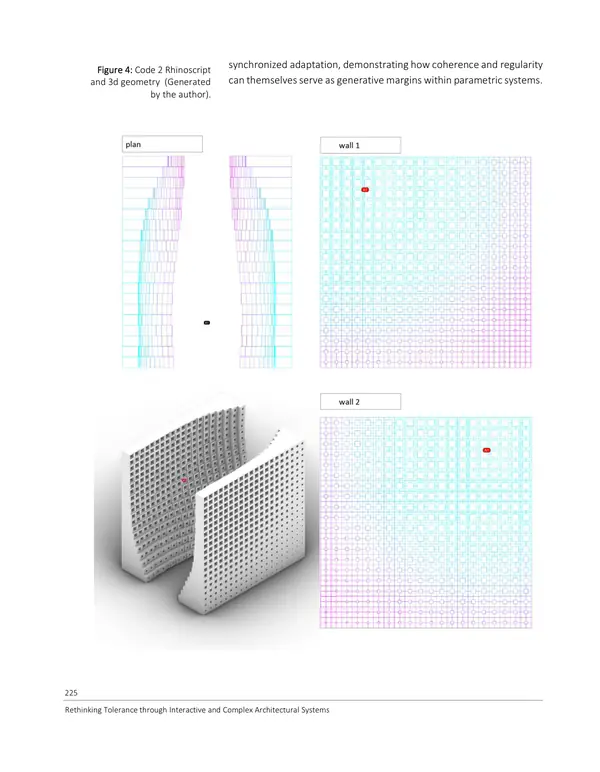 Figure 4: Code 2 Rhinoscript
and 3d geometry (Generated
by the author).
synchronized adaptation, demonstrating how coherence and regularity
can themselves serve as generative margins within parametric systems.
plan
wall 1
wall 2
225
Rethinking Tolerance through Interactive and Complex Architectural Systems